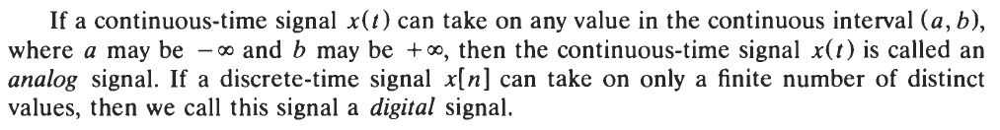 If a continuous-time signal x(t) can take on any value in the continuous interval (a, b),
where a may be −∞ and b may be +∞, then the continuous-time signal x(t) is called an
analog signal. If a discrete-time signal x[n] can take on only a finite number of distinct
values, then we call this signal a digital signal.